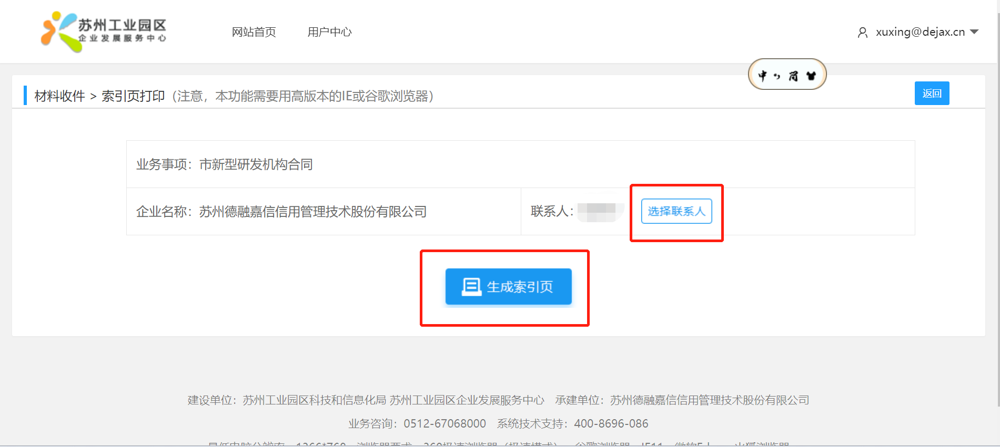 苏州工业园区
企业发展服务中心
网站首页 用户中心
xuxing@dejax.cn
中 简
材料收件 > 索引页打印（注意，本功能需要用高版本的IE或谷歌浏览器）
返回
业务事项：市新型研发机构合同
企业名称：苏州德融嘉信信用管理技术股份有限公司 联系人： 选择联系人
生成索引页
建设单位：苏州工业园区科技和信息化局 苏州工业园区企业发展服务中心 承建单位：苏州德融嘉信信用管理技术股份有限公司
业务咨询：0512-67068000 系统技术支持：400-8696-086